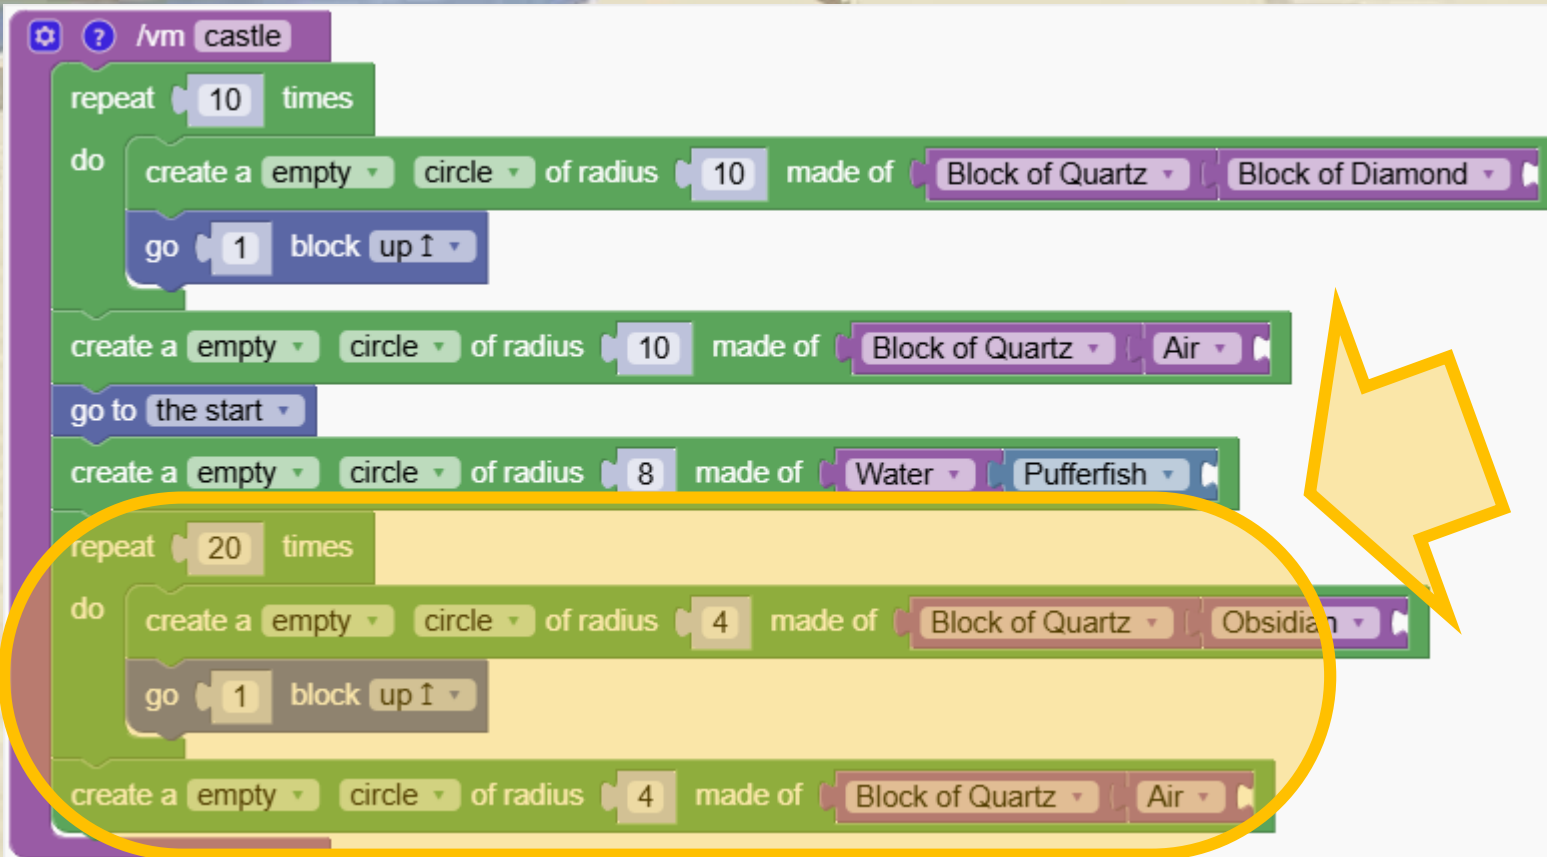 ? /vm castle
repeat 10 times
do create a empty circle of radius 10 made of Block of Quartz Block of Diamond
go 1 block up ↥
create a empty circle of radius 10 made of Block of Quartz Air
go to the start
create a empty circle of radius 8 made of Water Pufferfish
repeat 20 times
do create a empty circle of radius 4 made of Block of Quartz Obsidian
go 1 block up ↥
create a empty circle of radius 4 made of Block of Quartz Air